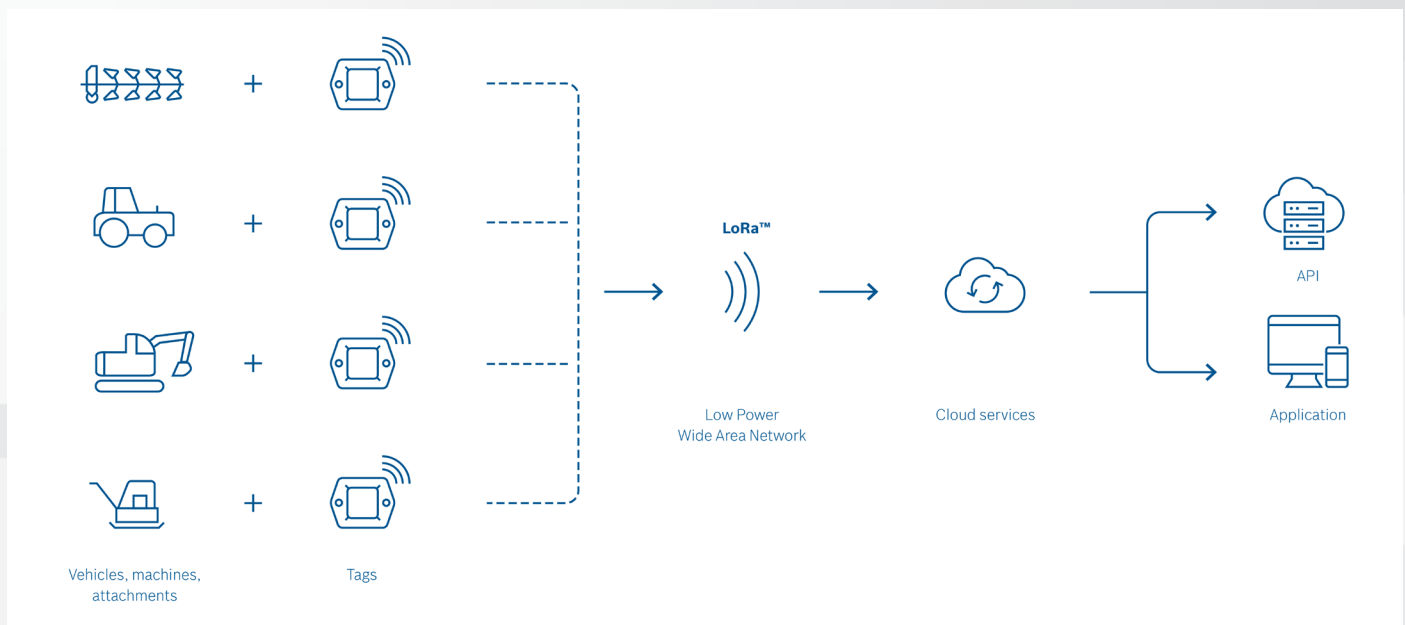 LoRa™
API
Low Power
Wide Area Network
Cloud services
Application
Vehicles, machines,
attachments
Tags